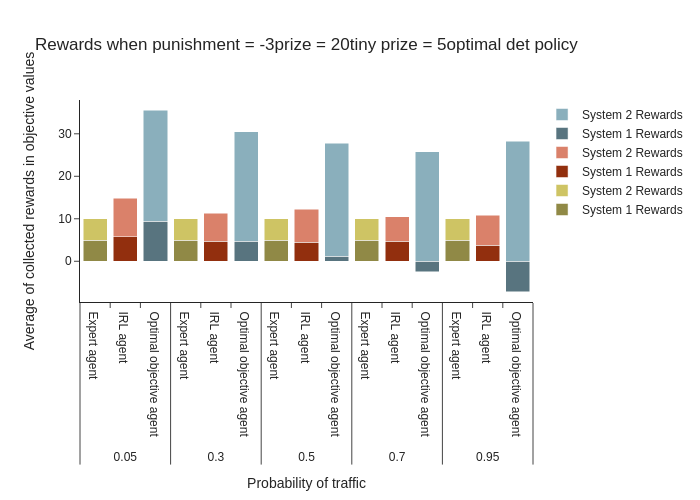 Rewards when punishment = -3prize = 20tiny prize = 5optimal det policy
Average of collected rewards in objective values
30
20
10
0
System 2 Rewards
System 1 Rewards
System 2 Rewards
System 1 Rewards
System 2 Rewards
System 1 Rewards
Expert agent
IRL agent
Optimal objective agent
Expert agent
IRL agent
Optimal objective agent
Expert agent
IRL agent
Optimal objective agent
Expert agent
IRL agent
Optimal objective agent
Expert agent
IRL agent
Optimal objective agent
0.05
0.3
0.5
0.7
0.95
Probability of traffic